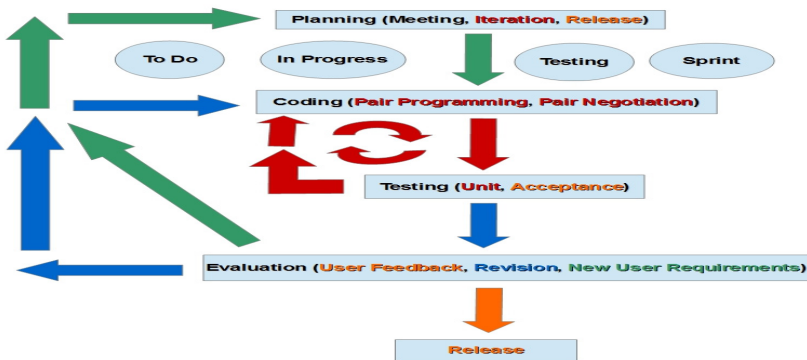 Planning (Meeting, Iteration, Release)
To Do
In Progress
Testing
Sprint
Coding (Pair Programming, Pair Negotiation)
Testing (Unit, Acceptance)
Evaluation (User Feedback, Revision, New User Requirements)
Release